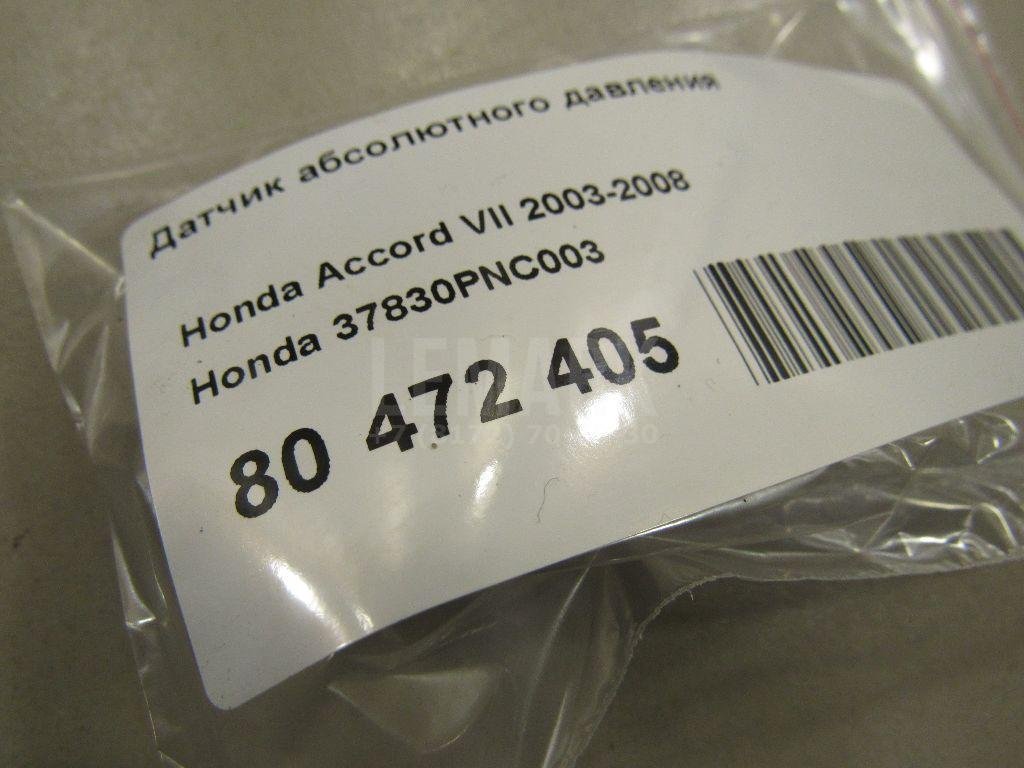 Датчик абсолютного давления
Honda Accord VII 2003-2008
Honda 37830PNC003
80 472 405